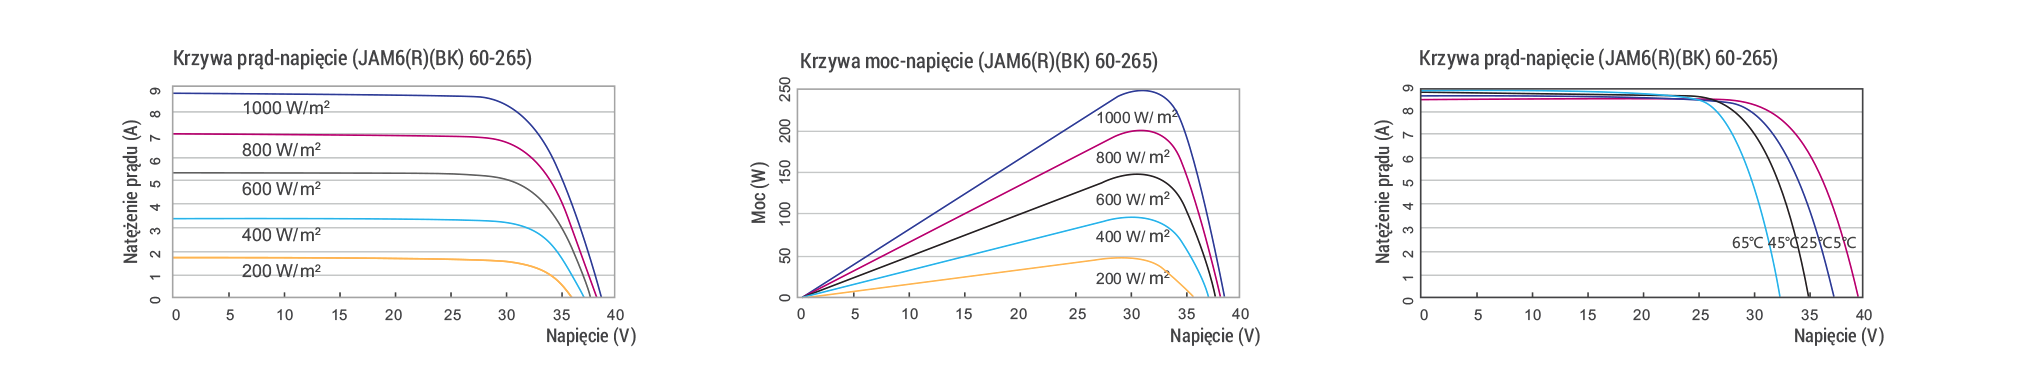 Krzywa prąd-napięcie (JAM6(R)(BK) 60-265)
Natężenie prądu (A)
9
8
7
6
5
4
3
2
1
0
1000 W/m²
800 W/m²
600 W/m²
400 W/m²
200 W/m²
0 5 10 15 20 25 30 35 40
Napięcie (V)
Krzywa moc-napięcie (JAM6(R)(BK) 60-265)
Moc (W)
250
200
150
100
50
0
1000 W/ m²
800 W/ m²
600 W/ m²
400 W/ m²
200 W/ m²
0 5 10 15 20 25 30 35 40
Napięcie (V)
Krzywa prąd-napięcie (JAM6(R)(BK) 60-265)
Natężenie prądu (A)
9
8
7
6
5
4
3
2
1
0
65℃ 45℃ 25℃ 5℃
0 5 10 15 20 25 30 35 40
Napięcie (V)